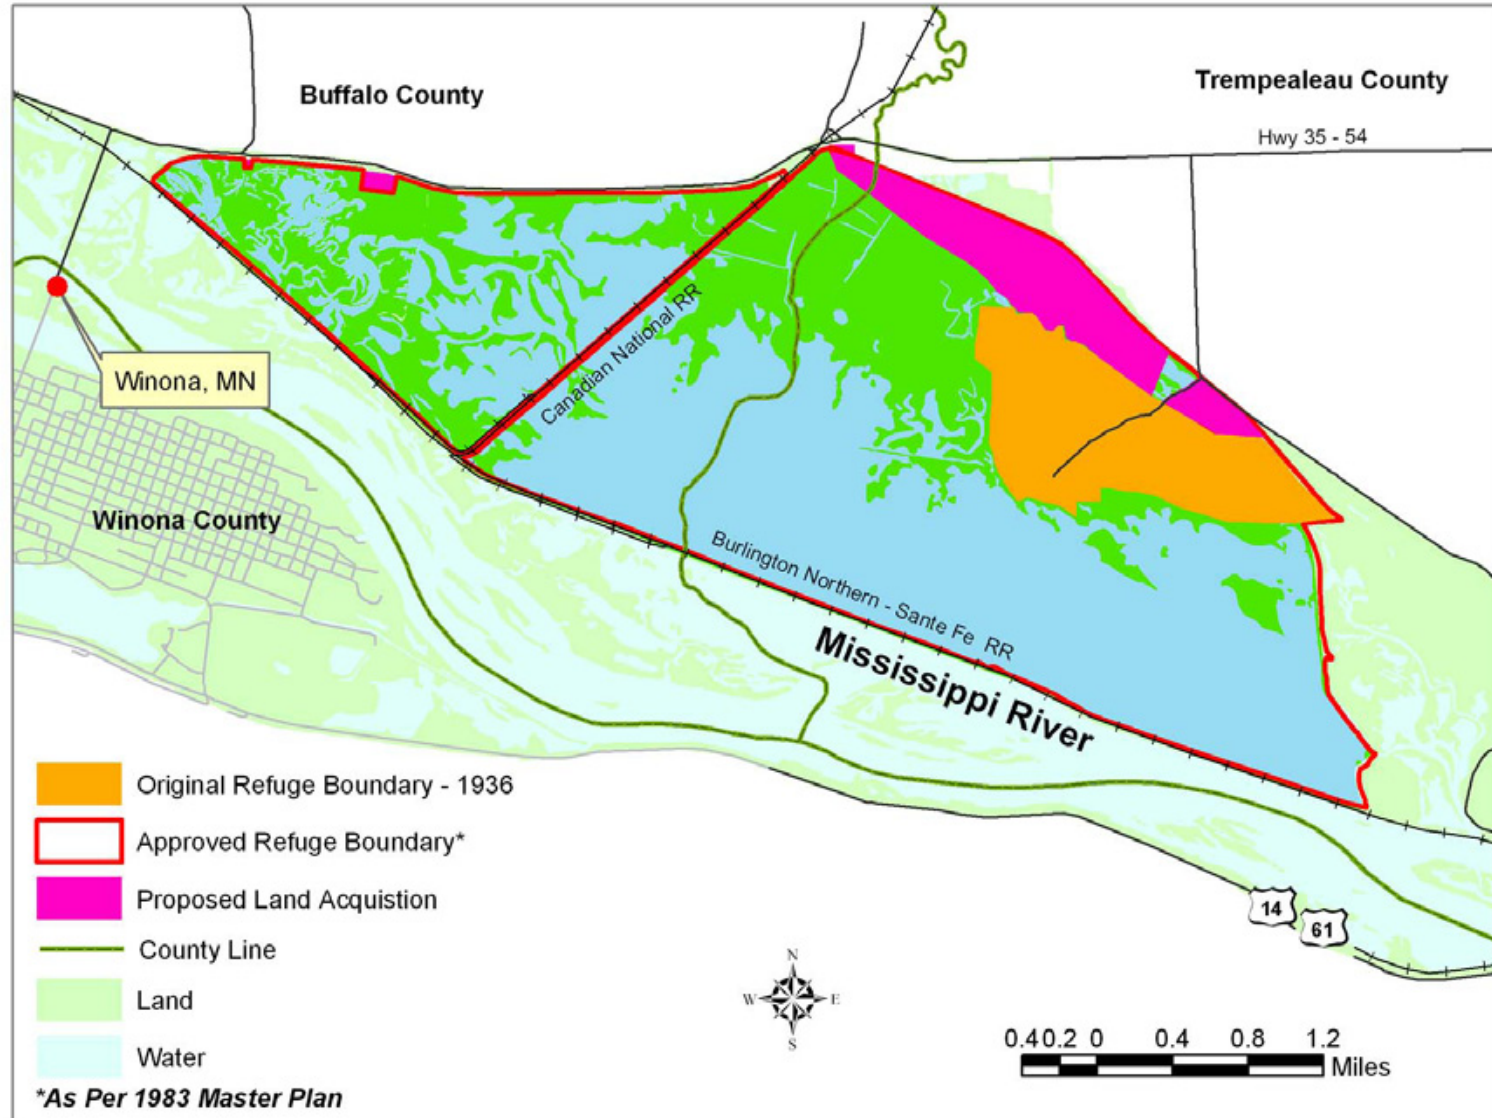 Buffalo County
Trempealeau County
Hwy 35 - 54
Canadian National RR
Winona, MN
Winona County
Burlington Northern - Sante Fe RR
Mississippi River
Original Refuge Boundary - 1936
Approved Refuge Boundary*
Proposed Land Acquistion
County Line
Land
Water
*As Per 1983 Master Plan
14
61
N
W E
S
0.4 0.2 0 0.4 0.8 1.2
Miles